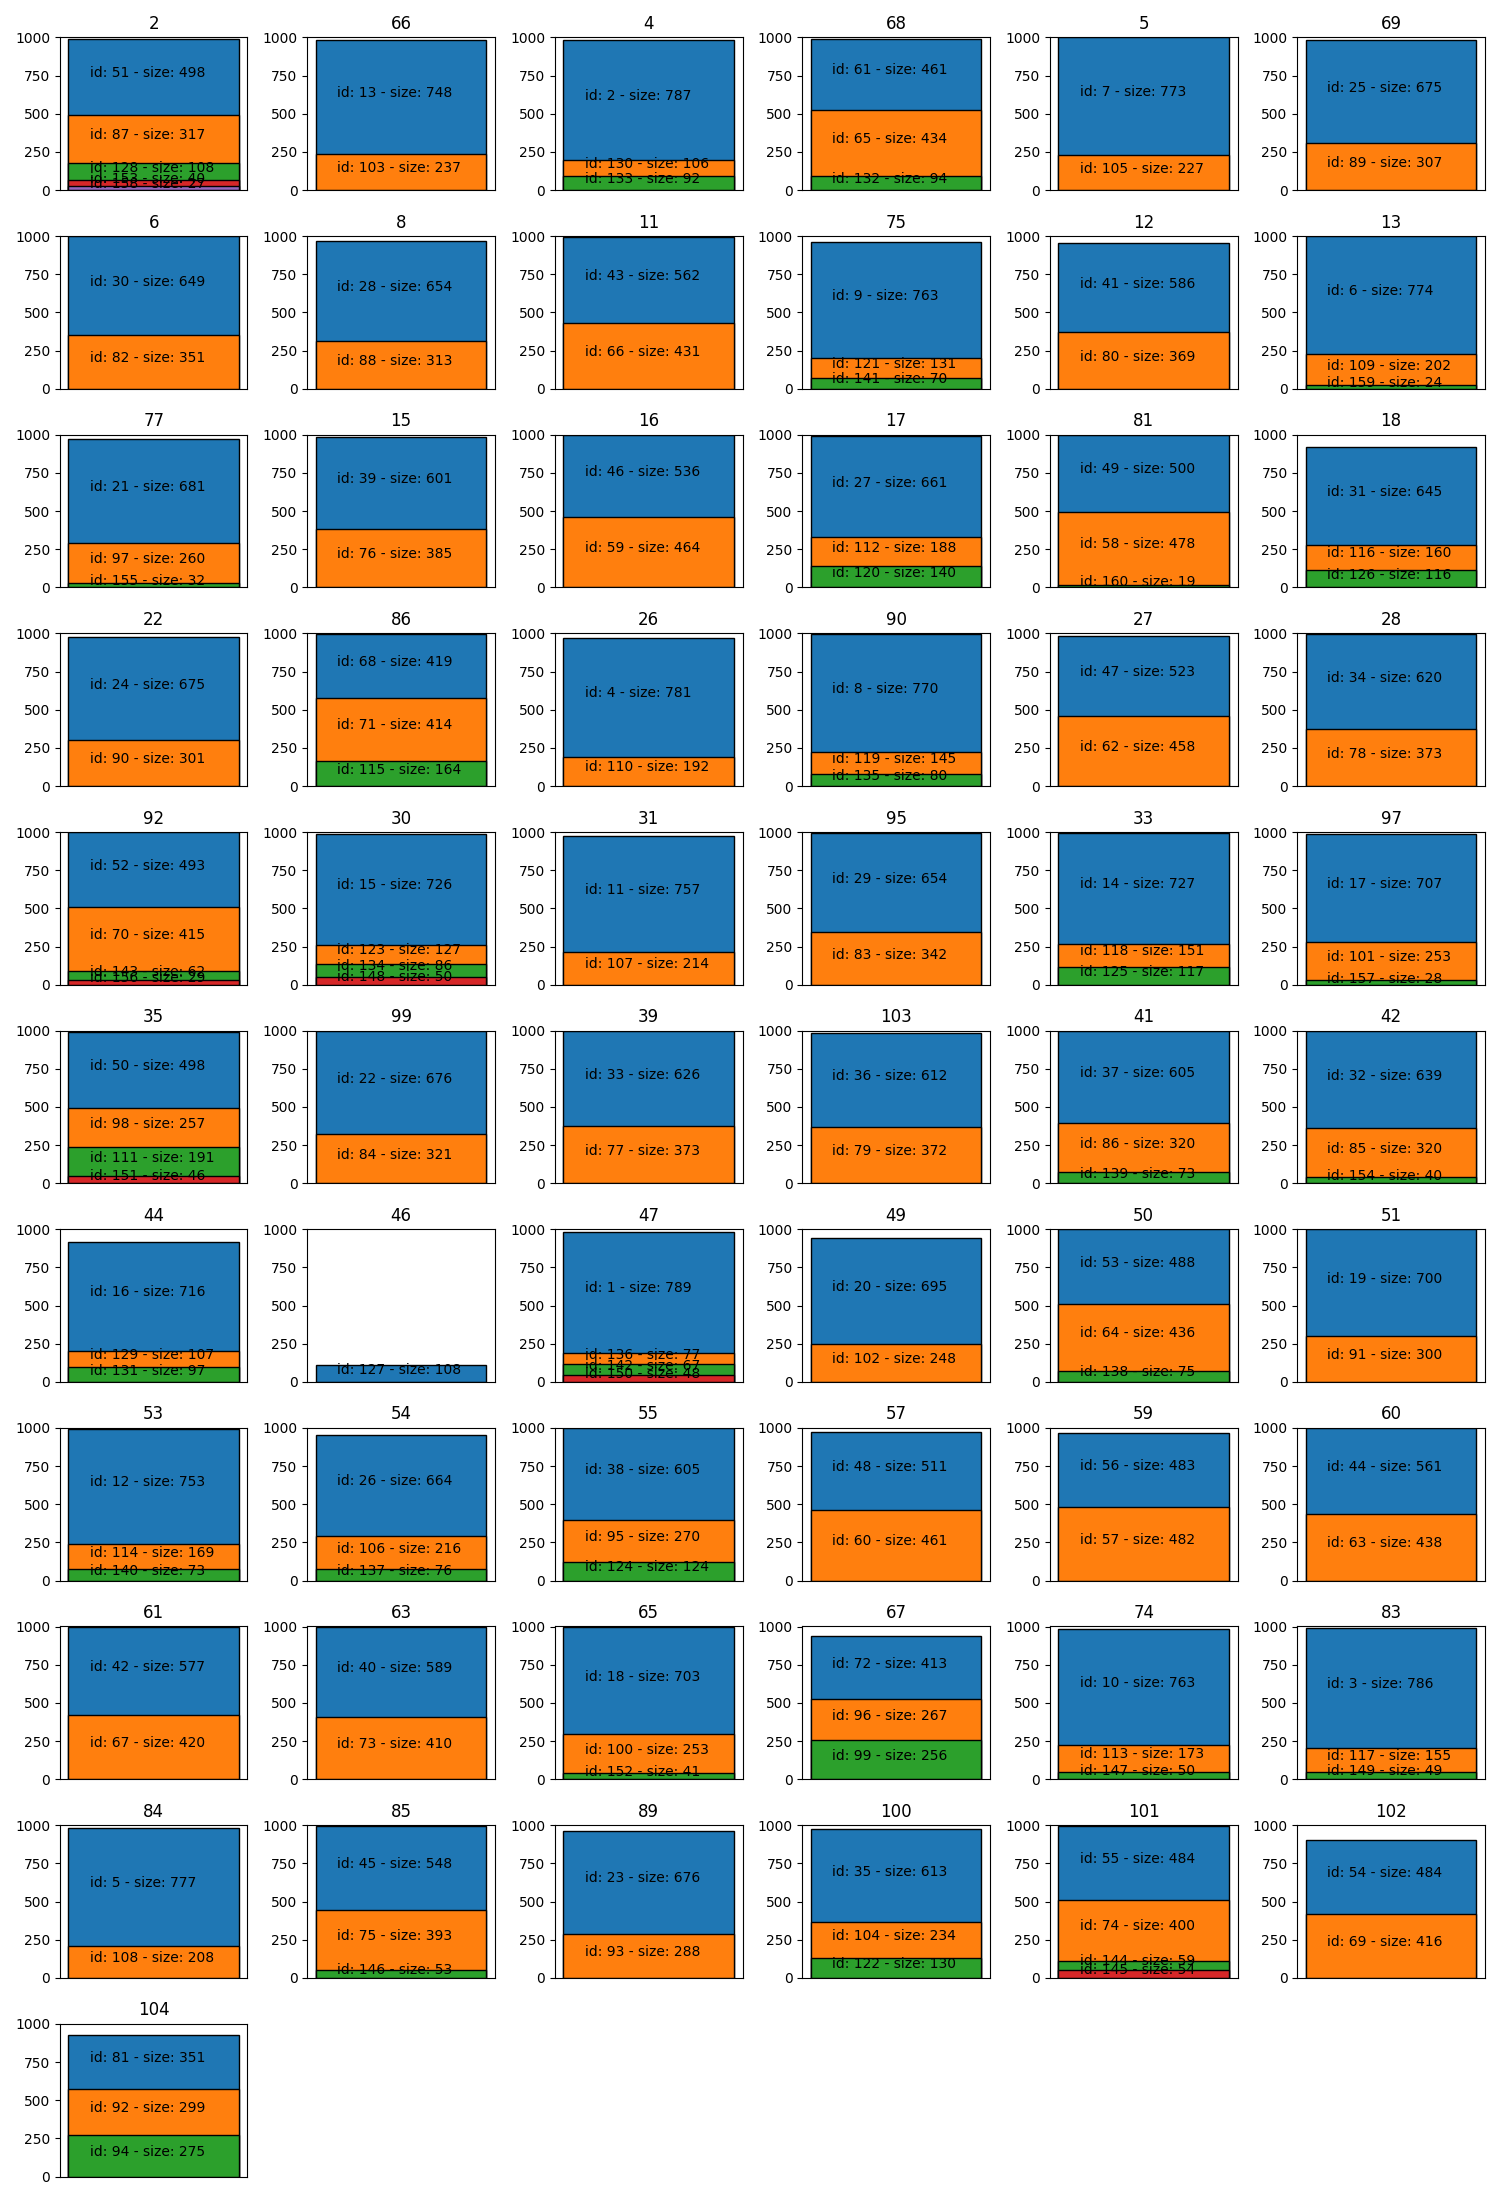 2 66 4 68 5 69
1000 750 500 250 0
id: 51 - size: 498
id: 87 - size: 317
id: 128 - size: 108
id: 153 - size: 40
id: 158 - size: 27
1000 750 500 250 0
id: 13 - size: 748
id: 103 - size: 237
1000 750 500 250 0
id: 2 - size: 787
id: 130 - size: 106
id: 133 - size: 92
1000 750 500 250 0
id: 61 - size: 461
id: 65 - size: 434
id: 132 - size: 94
1000 750 500 250 0
id: 7 - size: 773
id: 105 - size: 227
1000 750 500 250 0
id: 25 - size: 675
id: 89 - size: 307
6 8 11 75 12 13
1000 750 500 250 0
id: 30 - size: 649
id: 82 - size: 351
1000 750 500 250 0
id: 28 - size: 654
id: 88 - size: 313
1000 750 500 250 0
id: 43 - size: 562
id: 66 - size: 431
1000 750 500 250 0
id: 9 - size: 763
id: 121 - size: 131
id: 141 - size: 70
1000 750 500 250 0
id: 41 - size: 586
id: 80 - size: 369
1000 750 500 250 0
id: 6 - size: 774
id: 109 - size: 202
id: 159 - size: 24
77 15 16 17 81 18
1000 750 500 250 0
id: 21 - size: 681
id: 97 - size: 260
id: 155 - size: 32
1000 750 500 250 0
id: 39 - size: 601
id: 76 - size: 385
1000 750 500 250 0
id: 46 - size: 536
id: 59 - size: 464
1000 750 500 250 0
id: 27 - size: 661
id: 112 - size: 188
id: 120 - size: 140
1000 750 500 250 0
id: 49 - size: 500
id: 58 - size: 478
id: 160 - size: 19
1000 750 500 250 0
id: 31 - size: 645
id: 116 - size: 160
id: 126 - size: 116
22 86 26 90 27 28
1000 750 500 250 0
id: 24 - size: 675
id: 90 - size: 301
1000 750 500 250 0
id: 68 - size: 419
id: 71 - size: 414
id: 115 - size: 164
1000 750 500 250 0
id: 4 - size: 781
id: 110 - size: 192
1000 750 500 250 0
id: 8 - size: 770
id: 119 - size: 145
id: 135 - size: 80
1000 750 500 250 0
id: 47 - size: 523
id: 62 - size: 458
1000 750 500 250 0
id: 34 - size: 620
id: 78 - size: 373
92 30 31 95 33 97
1000 750 500 250 0
id: 52 - size: 493
id: 70 - size: 415
id: 143 - size: 62
id: 156 - size: 29
1000 750 500 250 0
id: 15 - size: 726
id: 123 - size: 127
id: 134 - size: 86
id: 148 - size: 50
1000 750 500 250 0
id: 11 - size: 757
id: 107 - size: 214
1000 750 500 250 0
id: 29 - size: 654
id: 83 - size: 342
1000 750 500 250 0
id: 14 - size: 727
id: 118 - size: 151
id: 125 - size: 117
1000 750 500 250 0
id: 17 - size: 707
id: 101 - size: 253
id: 157 - size: 28
35 99 39 103 41 42
1000 750 500 250 0
id: 50 - size: 498
id: 98 - size: 257
id: 111 - size: 191
id: 151 - size: 46
1000 750 500 250 0
id: 22 - size: 676
id: 84 - size: 321
1000 750 500 250 0
id: 33 - size: 626
id: 77 - size: 373
1000 750 500 250 0
id: 36 - size: 612
id: 79 - size: 372
1000 750 500 250 0
id: 37 - size: 605
id: 86 - size: 320
id: 139 - size: 73
1000 750 500 250 0
id: 32 - size: 639
id: 85 - size: 320
id: 154 - size: 40
44 46 47 49 50 51
1000 750 500 250 0
id: 16 - size: 716
id: 129 - size: 107
id: 131 - size: 97
1000 750 500 250 0
id: 127 - size: 108
1000 750 500 250 0
id: 1 - size: 789
id: 136 - size: 77
id: 142 - size: 67
id: 150 - size: 48
1000 750 500 250 0
id: 20 - size: 695
id: 102 - size: 248
1000 750 500 250 0
id: 53 - size: 488
id: 64 - size: 436
id: 138 - size: 75
1000 750 500 250 0
id: 19 - size: 700
id: 91 - size: 300
53 54 55 57 59 60
1000 750 500 250 0
id: 12 - size: 753
id: 114 - size: 169
id: 140 - size: 73
1000 750 500 250 0
id: 26 - size: 664
id: 106 - size: 216
id: 137 - size: 76
1000 750 500 250 0
id: 38 - size: 605
id: 95 - size: 270
id: 124 - size: 124
1000 750 500 250 0
id: 48 - size: 511
id: 60 - size: 461
1000 750 500 250 0
id: 56 - size: 483
id: 57 - size: 482
1000 750 500 250 0
id: 44 - size: 561
id: 63 - size: 438
61 63 65 67 74 83
1000 750 500 250 0
id: 42 - size: 577
id: 67 - size: 420
1000 750 500 250 0
id: 40 - size: 589
id: 73 - size: 410
1000 750 500 250 0
id: 18 - size: 703
id: 100 - size: 253
id: 152 - size: 41
1000 750 500 250 0
id: 72 - size: 413
id: 96 - size: 267
id: 99 - size: 256
1000 750 500 250 0
id: 10 - size: 763
id: 113 - size: 173
id: 147 - size: 50
1000 750 500 250 0
id: 3 - size: 786
id: 117 - size: 155
id: 149 - size: 49
84 85 89 100 101 102
1000 750 500 250 0
id: 5 - size: 777
id: 108 - size: 208
1000 750 500 250 0
id: 45 - size: 548
id: 75 - size: 393
id: 146 - size: 53
1000 750 500 250 0
id: 23 - size: 676
id: 93 - size: 288
1000 750 500 250 0
id: 35 - size: 613
id: 104 - size: 234
id: 122 - size: 130
1000 750 500 250 0
id: 55 - size: 484
id: 74 - size: 400
id: 144 - size: 59
id: 145 - size: 54
1000 750 500 250 0
id: 54 - size: 484
id: 69 - size: 416
104
1000 750 500 250 0
id: 81 - size: 351
id: 92 - size: 299
id: 94 - size: 275